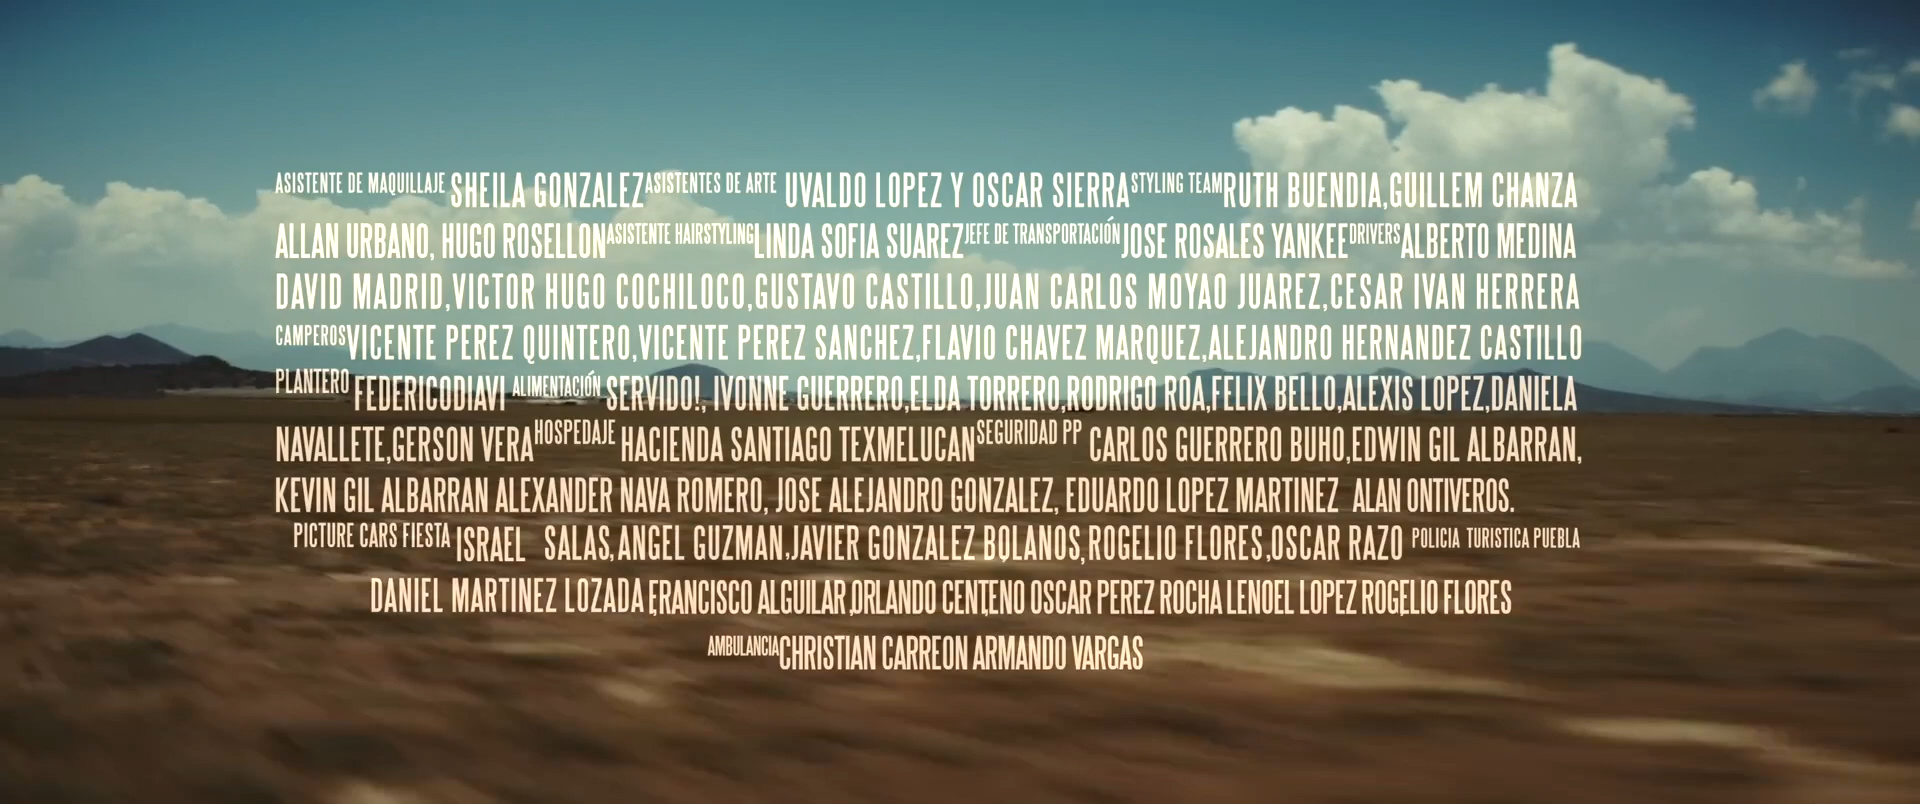 ASISTENTE DE MAQUILLAJE SHEILA GONZALEZ ASISTENTES DE ARTE UVALDO LOPEZ Y OSCAR SIERRA STYLING TEAM RUTH BUENDIA,GUILLEM CHANZA
ALLAN URBANO, HUGO ROSELLON ASISTENTE HAIRSTYLING LINDA SOFIA SUAREZ JEFE DE TRANSPORTACIÓN JOSE ROSALES YANKEE DRIVERS ALBERTO MEDINA
DAVID MADRID,VICTOR HUGO COCHILOCO,GUSTAVO CASTILLO,JUAN CARLOS MOYAO JUAREZ,CESAR IVAN HERRERA
CAMPEROS VICENTE PEREZ QUINTERO,VICENTE PEREZ SANCHEZ,FLAVIO CHAVEZ MARQUEZ,ALEJANDRO HERNANDEZ CASTILLO
PLANTERO FEDERICODIAVI ALIMENTACIÓN SERVIDO!, IVONNE GUERRERO,ELDA TORRERO,RODRIGO ROA,FELIX BELLO,ALEXIS LOPEZ,DANIELA
NAVALLETE,GERSON VERA HOSPEDAJE HACIENDA SANTIAGO TEXMELUCAN SEGURIDAD PP CARLOS GUERRERO BUHO,EDWIN GIL ALBARRAN,
KEVIN GIL ALBARRAN ALEXANDER NAVA ROMERO, JOSE ALEJANDRO GONZALEZ, EDUARDO LOPEZ MARTINEZ ALAN ONTIVEROS.
PICTURE CARS FIESTA ISRAEL SALAS,ANGEL GUZMAN,JAVIER GONZALEZ BOLANOS,ROGELIO FLORES,OSCAR RAZO POLICIA TURISTICA PUEBLA
DANIEL MARTINEZ LOZADA,FRANCISCO ALGUILAR,ORLANDO CENTENO OSCAR PEREZ ROCHA LENOEL LOPEZ ROGELIO FLORES
AMBULANCIA CHRISTIAN CARREON ARMANDO VARGAS